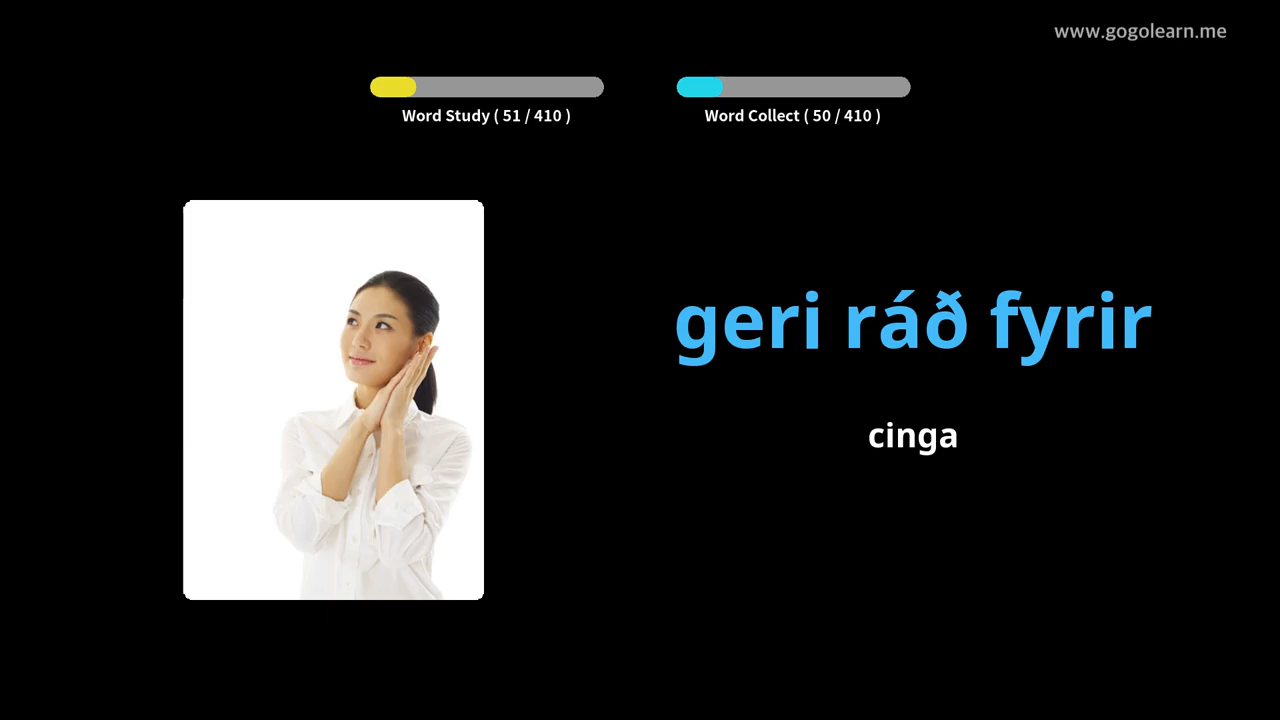 www.gogolearn.me
Word Study ( 51 / 410 )
Word Collect ( 50 / 410 )
geri ráð fyrir
cinga